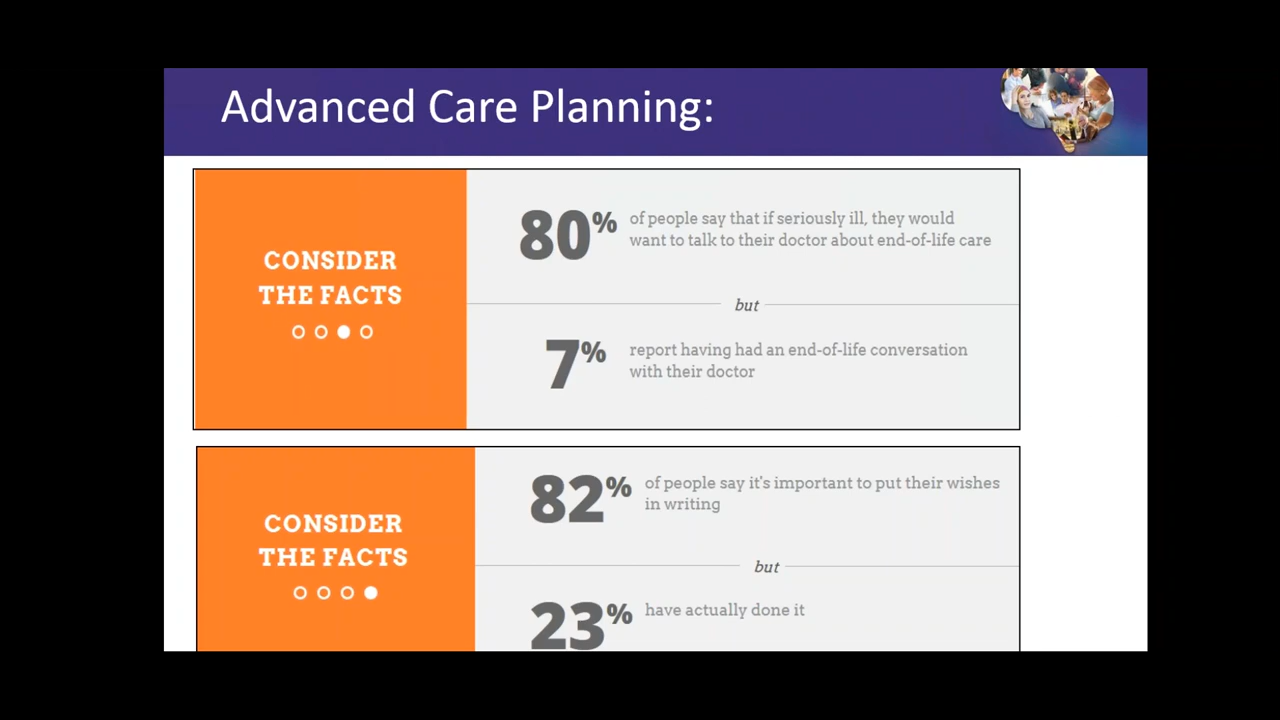 Advanced Care Planning:
CONSIDER
THE FACTS
80%
of people say that if seriously ill, they would
want to talk to their doctor about end-of-life care
but
7%
report having had an end-of-life conversation
with their doctor
CONSIDER
THE FACTS
82%
of people say it's important to put their wishes
in writing
but
23%
have actually done it